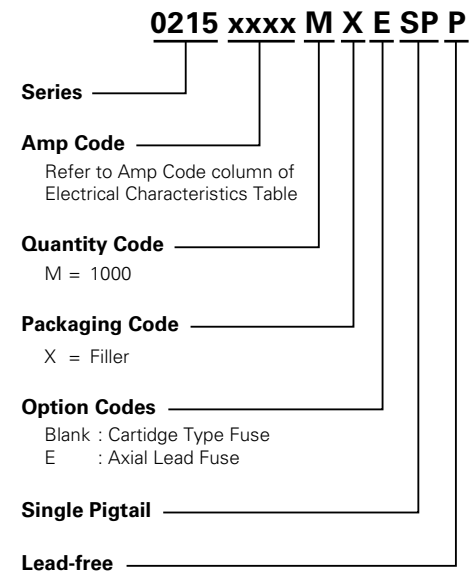 0215 xxxx M X E SP P
Series
Amp Code
Refer to Amp Code column of
Electrical Characteristics Table
Quantity Code
M = 1000
Packaging Code
X = Filler
Option Codes
Blank : Cartidge Type Fuse
E : Axial Lead Fuse
Single Pigtail
Lead-free